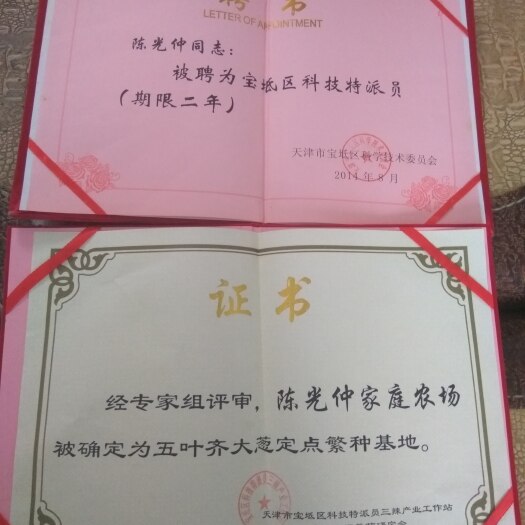 聘 书
LETTER OF APPOINTMENT
陈光仲同志：
被聘为宝坻区科技特派员
（期限二年）
天津市宝坻区科学技术委员会
2014年8月
证 书
经专家组评审，陈光仲家庭农场
被确定为五叶齐大葱定点繁种基地。
天津市宝坻区科技特派员三辣产业工作站